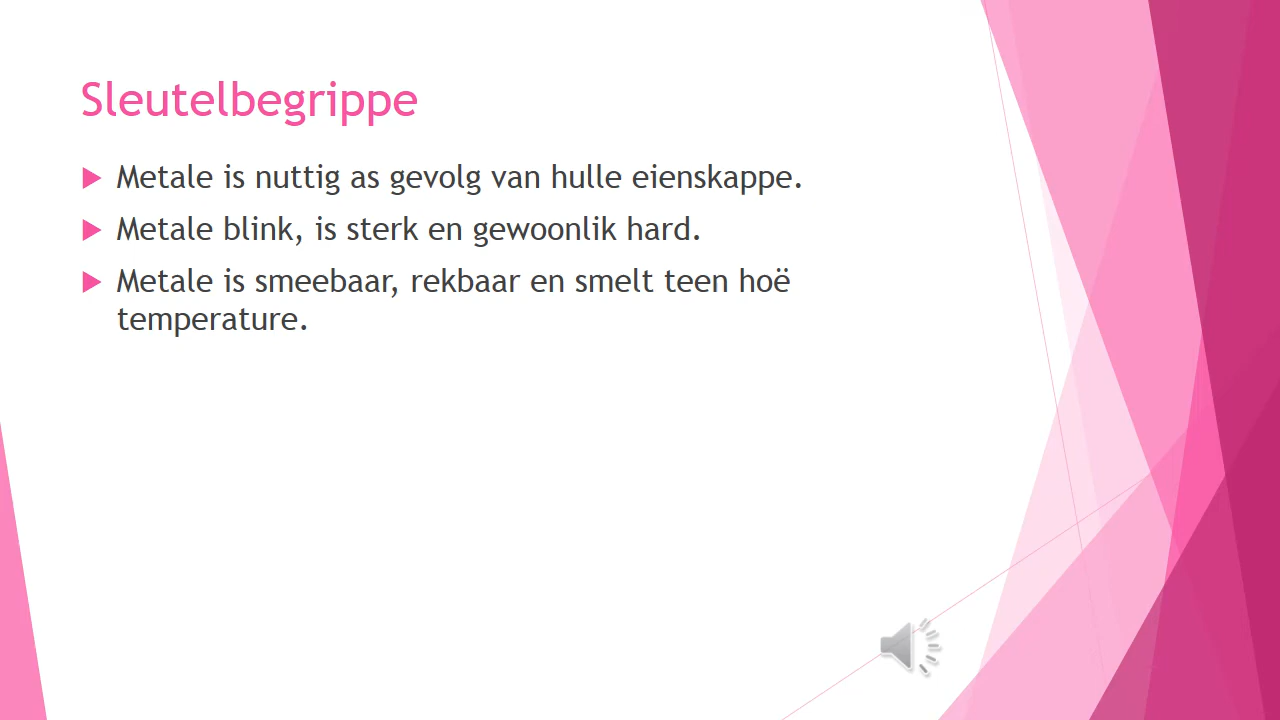 Sleutelbegrippe
Metale is nuttig as gevolg van hulle eienskappe.
Metale blink, is sterk en gewoonlik hard.
Metale is smeebaar, rekbaar en smelt teen hoë
temperature.